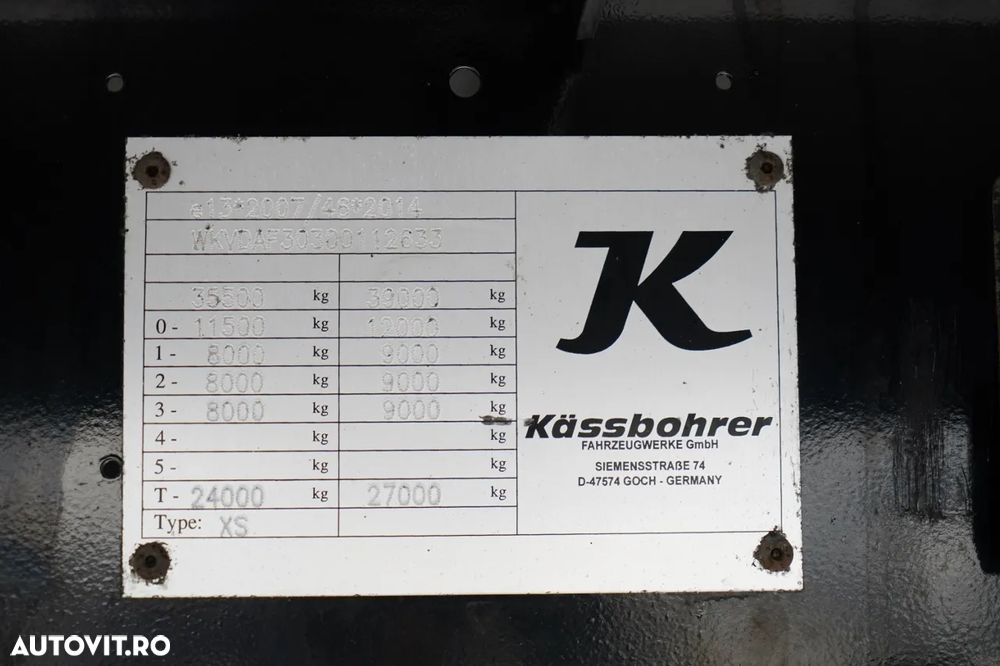 e13*2007/46*2014
WKVDAF30300112633
35500 kg 39000 kg
0 - 11500 kg 12000 kg
1 - 8000 kg 9000 kg
2 - 8000 kg 9000 kg
3 - 8000 kg 9000 kg
4 - kg kg
5 - kg kg
T - 24000 kg 27000 kg
Type: XS
K
Kässbohrer
FAHRZEUGWERKE GmbH
SIEMENSSTRAßE 74
D-47574 GOCH - GERMANY
AUTOVIT.RO